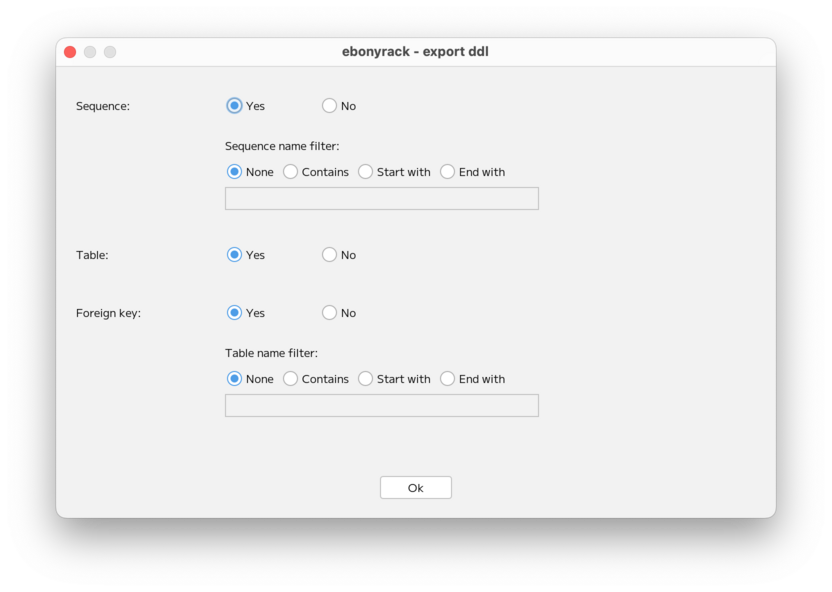 ebonyrack - export ddl
Sequence: Yes No
Sequence name filter:
None Contains Start with End with
Table: Yes No
Foreign key: Yes No
Table name filter:
None Contains Start with End with
Ok